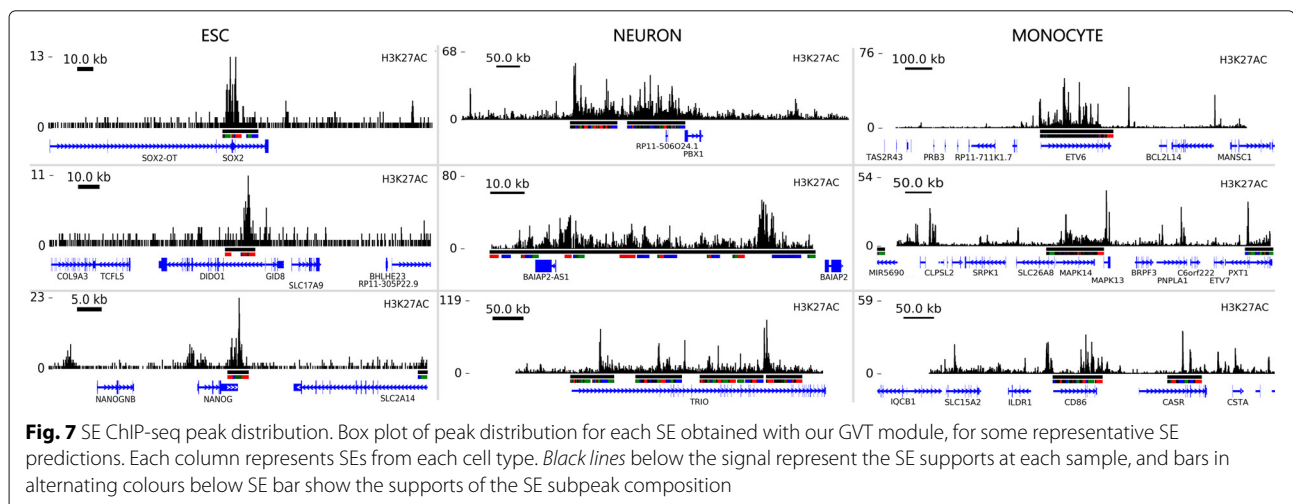 ESC
NEURON
MONOCYTE
13 -
10.0 kb
H3K27AC
0
SOX2-OT
SOX2
68 -
50.0 kb
H3K27AC
0 -
RP11-506O24.1
PBX1
76 -
100.0 kb
H3K27AC
0 -
TAS2R43
PRB3
RP11-711K1.7
ETV6
BCL2L14
MANSC1
11 -
10.0 kb
H3K27AC
0
COL9A3
TCFL5
DIDO1
GID8
SLC17A9
BHLHE23
RP11-305P22.9
80 -
10.0 kb
H3K27AC
0 -
BAIAP2-AS1
BAIAP2
54 -
50.0 kb
H3K27AC
0 -
MIR5690
CLPSL2
SRPK1
SLC26A8
MAPK14
MAPK13
BRPF3
PNPLA1
C6orf222
ETV7
PXT1
23 -
5.0 kb
H3K27AC
0
NANOGNB
NANOG
SLC2A14
119 -
50.0 kb
H3K27AC
0 -
TRIO
59 -
50.0 kb
H3K27AC
0 -
IQCB1
SLC15A2
ILDR1
CD86
CASR
CSTA
Fig. 7 SE ChIP-seq peak distribution. Box plot of peak distribution for each SE obtained with our GVT module, for some representative SE
predictions. Each column represents SEs from each cell type. Black lines below the signal represent the SE supports at each sample, and bars in
alternating colours below SE bar show the supports of the SE subpeak composition